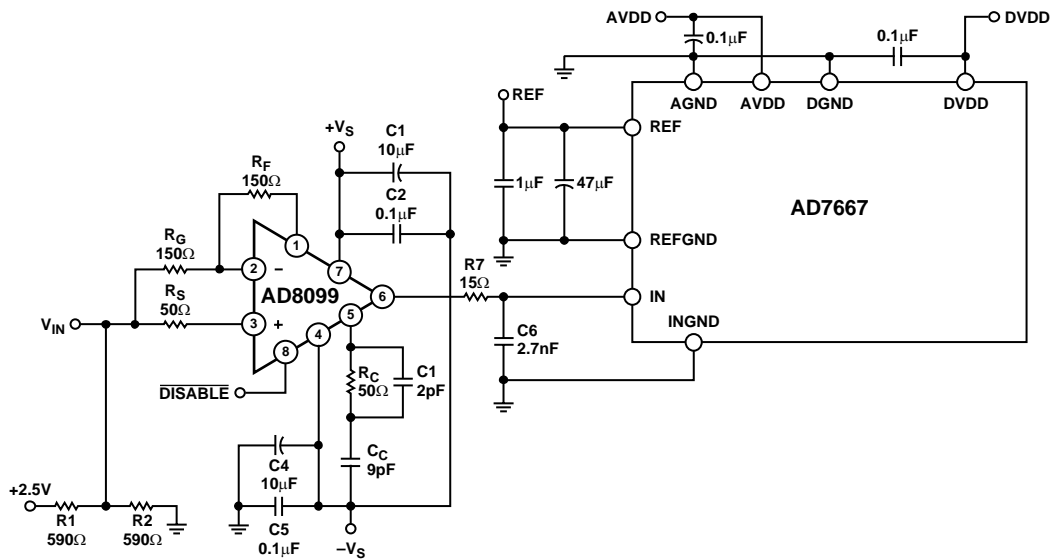 AVDD
DVDD
0.1μF
0.1μF
AGND
AVDD
DGND
DVDD
REF
REF
1μF
47μF
AD7667
REFGND
+VS
C1
10μF
C2
0.1μF
RF
150Ω
RG
150Ω
RS
50Ω
VIN
AD8099
1
2
−
3
+
4
5
6
7
8
DISABLE
R7
15Ω
IN
INGND
C6
2.7nF
RC
50Ω
C1
2pF
CC
9pF
C4
10μF
C5
0.1μF
−VS
+2.5V
R1
590Ω
R2
590Ω